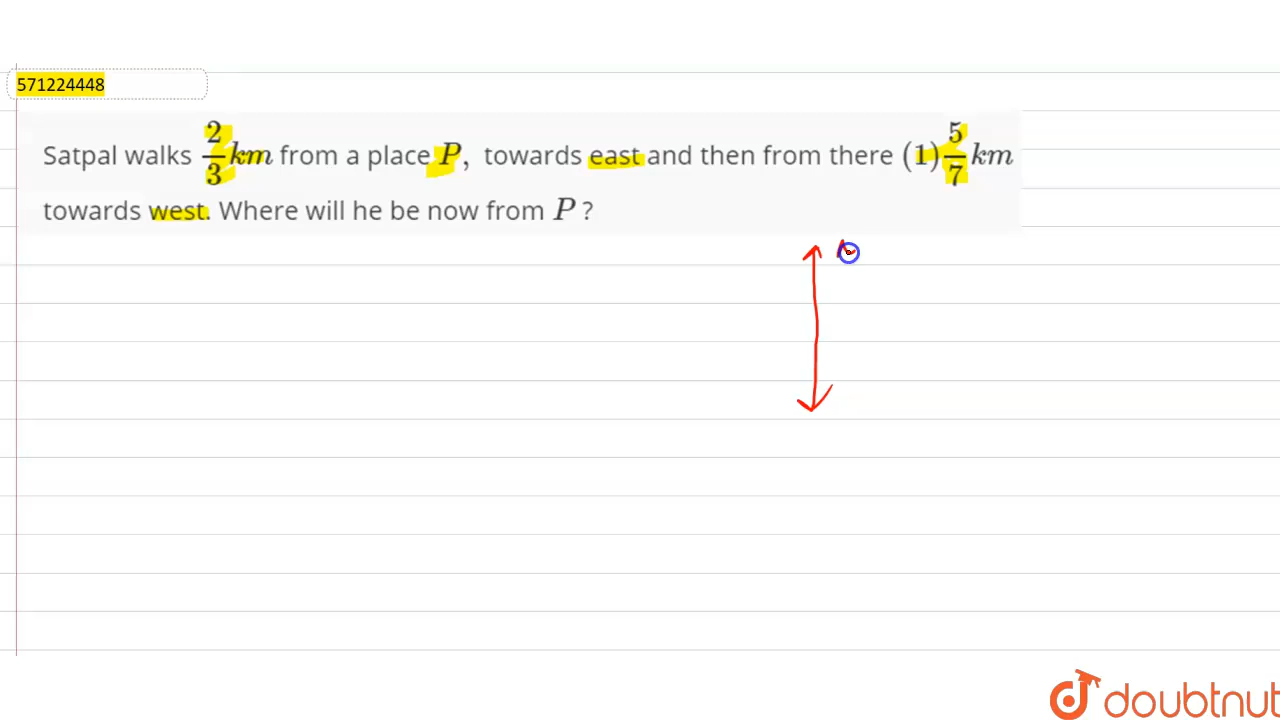 571224448
Satpal walks 2/3 km from a place P, towards east and then from there (1) 5/7 km
towards west. Where will he be now from P ?
doubtnut